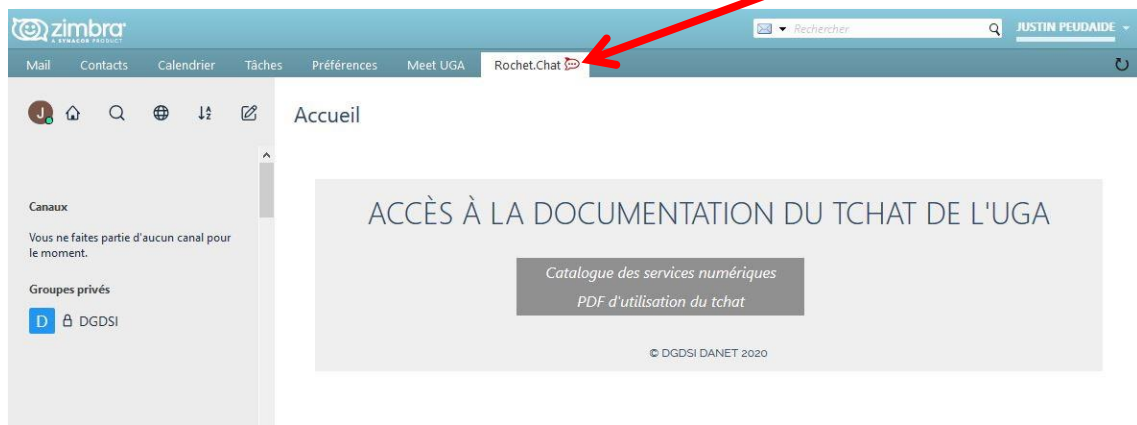 zimbra
A SYNACOR PRODUCT
Rechercher
JUSTIN PEUDAIDE
Mail Contacts Calendrier Tâches Préférences Meet UGA Rochet.Chat
J
Accueil
Canaux
Vous ne faites partie d'aucun canal pour
le moment.
Groupes privés
D DGDSI
ACCÈS À LA DOCUMENTATION DU TCHAT DE L'UGA
Catalogue des services numériques
PDF d'utilisation du tchat
© DGDSI DANET 2020